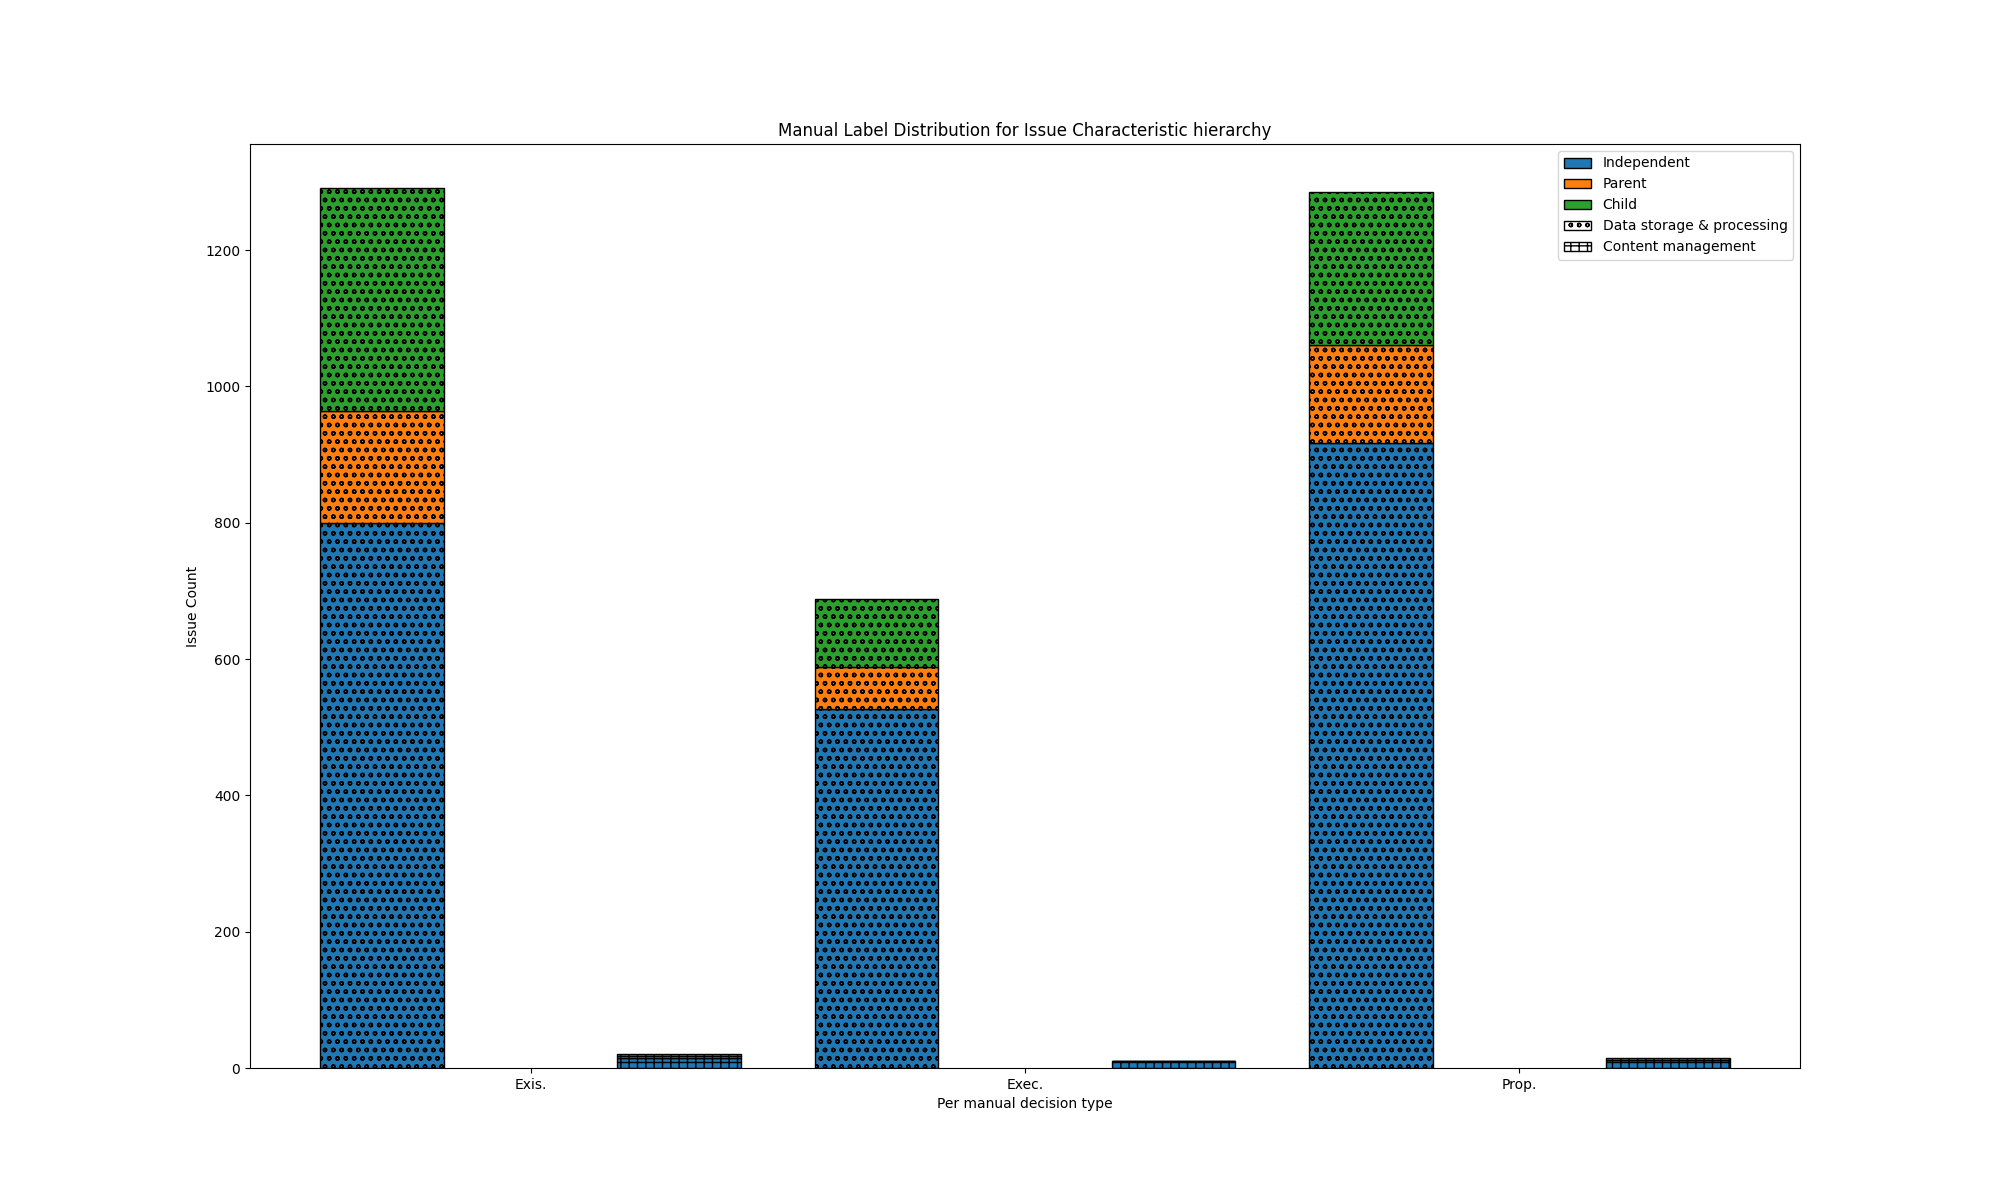 Manual Label Distribution for Issue Characteristic hierarchy
Independent
Parent
Child
Data storage & processing
Content management
Issue Count
1200
1000
800
600
400
200
0
Exis.
Exec.
Prop.
Per manual decision type